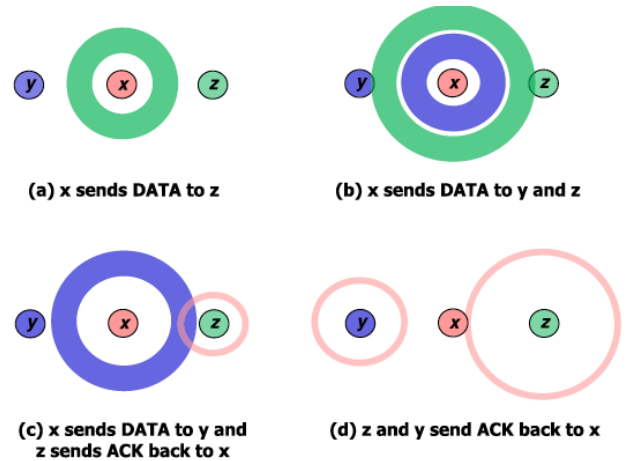 y x z
y x z
(a) x sends DATA to z
(b) x sends DATA to y and z
y x z
y x z
(c) x sends DATA to y and
z sends ACK back to x
(d) z and y send ACK back to x